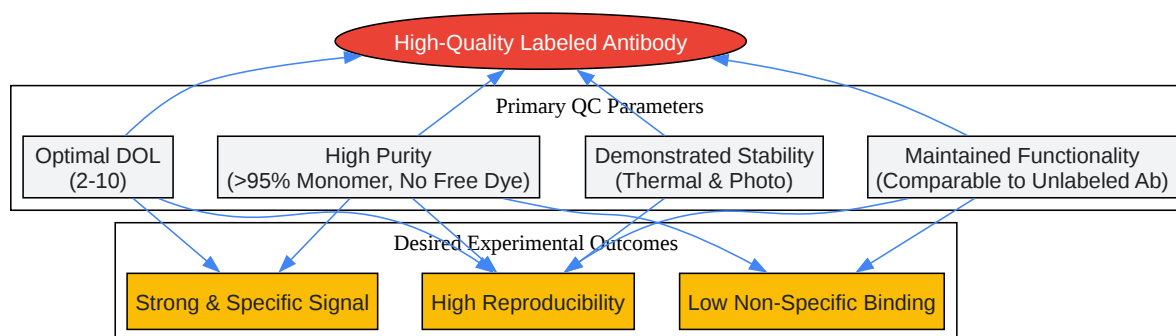 High-Quality Labeled Antibody
Primary QC Parameters
Optimal DOL
(2-10)
High Purity
(>95% Monomer, No Free Dye)
Demonstrated Stability
(Thermal & Photo)
Maintained Functionality
(Comparable to Unlabeled Ab)
Desired Experimental Outcomes
Strong & Specific Signal
High Reproducibility
Low Non-Specific Binding